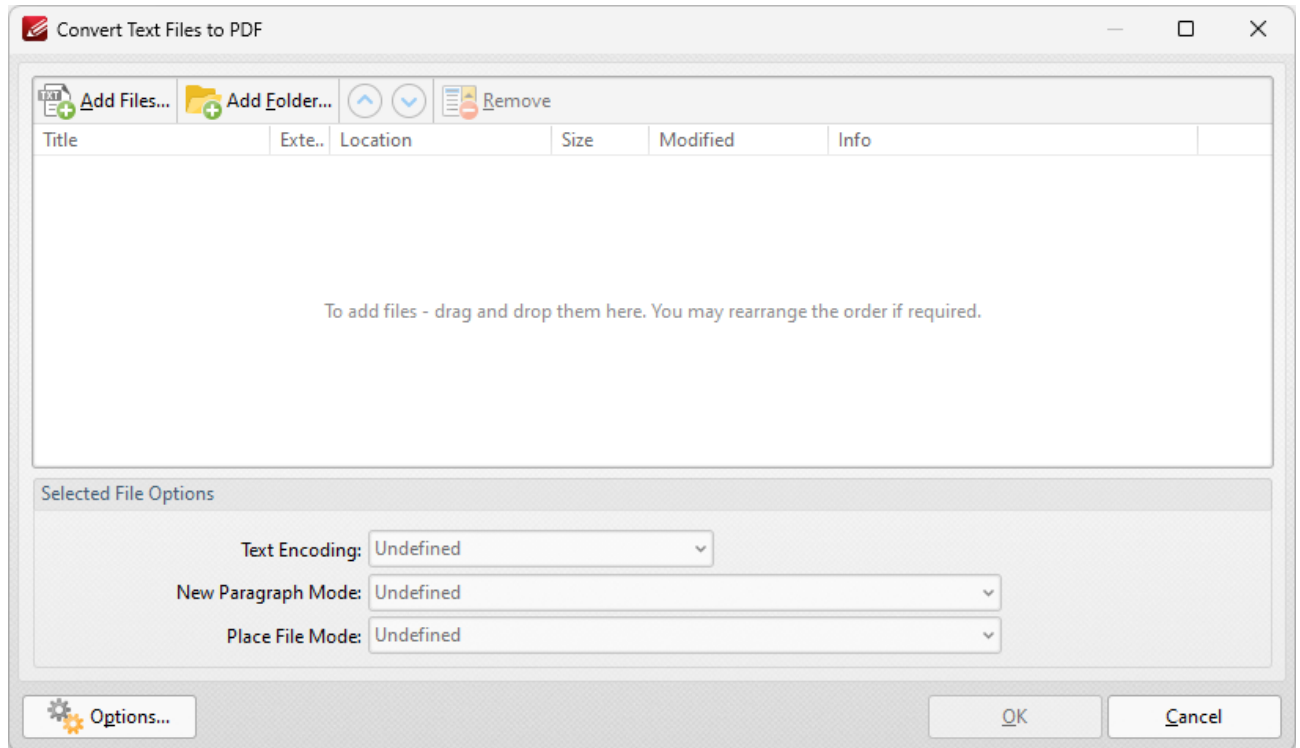 Convert Text Files to PDF
Add Files... Add Folder... Remove
Title Exte.. Location Size Modified Info
To add files - drag and drop them here. You may rearrange the order if required.
Selected File Options
Text Encoding: Undefined
New Paragraph Mode: Undefined
Place File Mode: Undefined
Options... OK Cancel